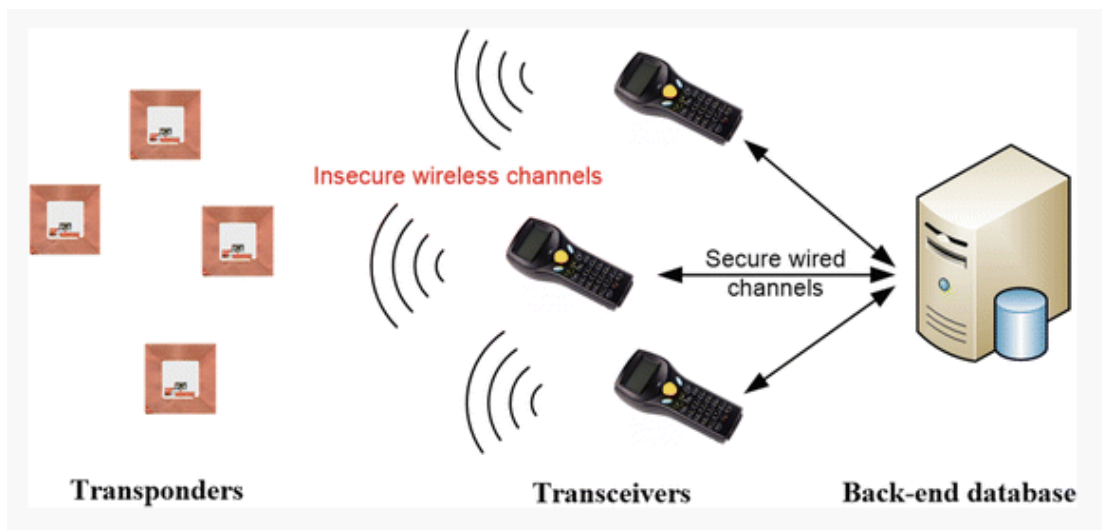 Insecure wireless channels
Secure wired
channels
Transponders
Transceivers
Back-end database